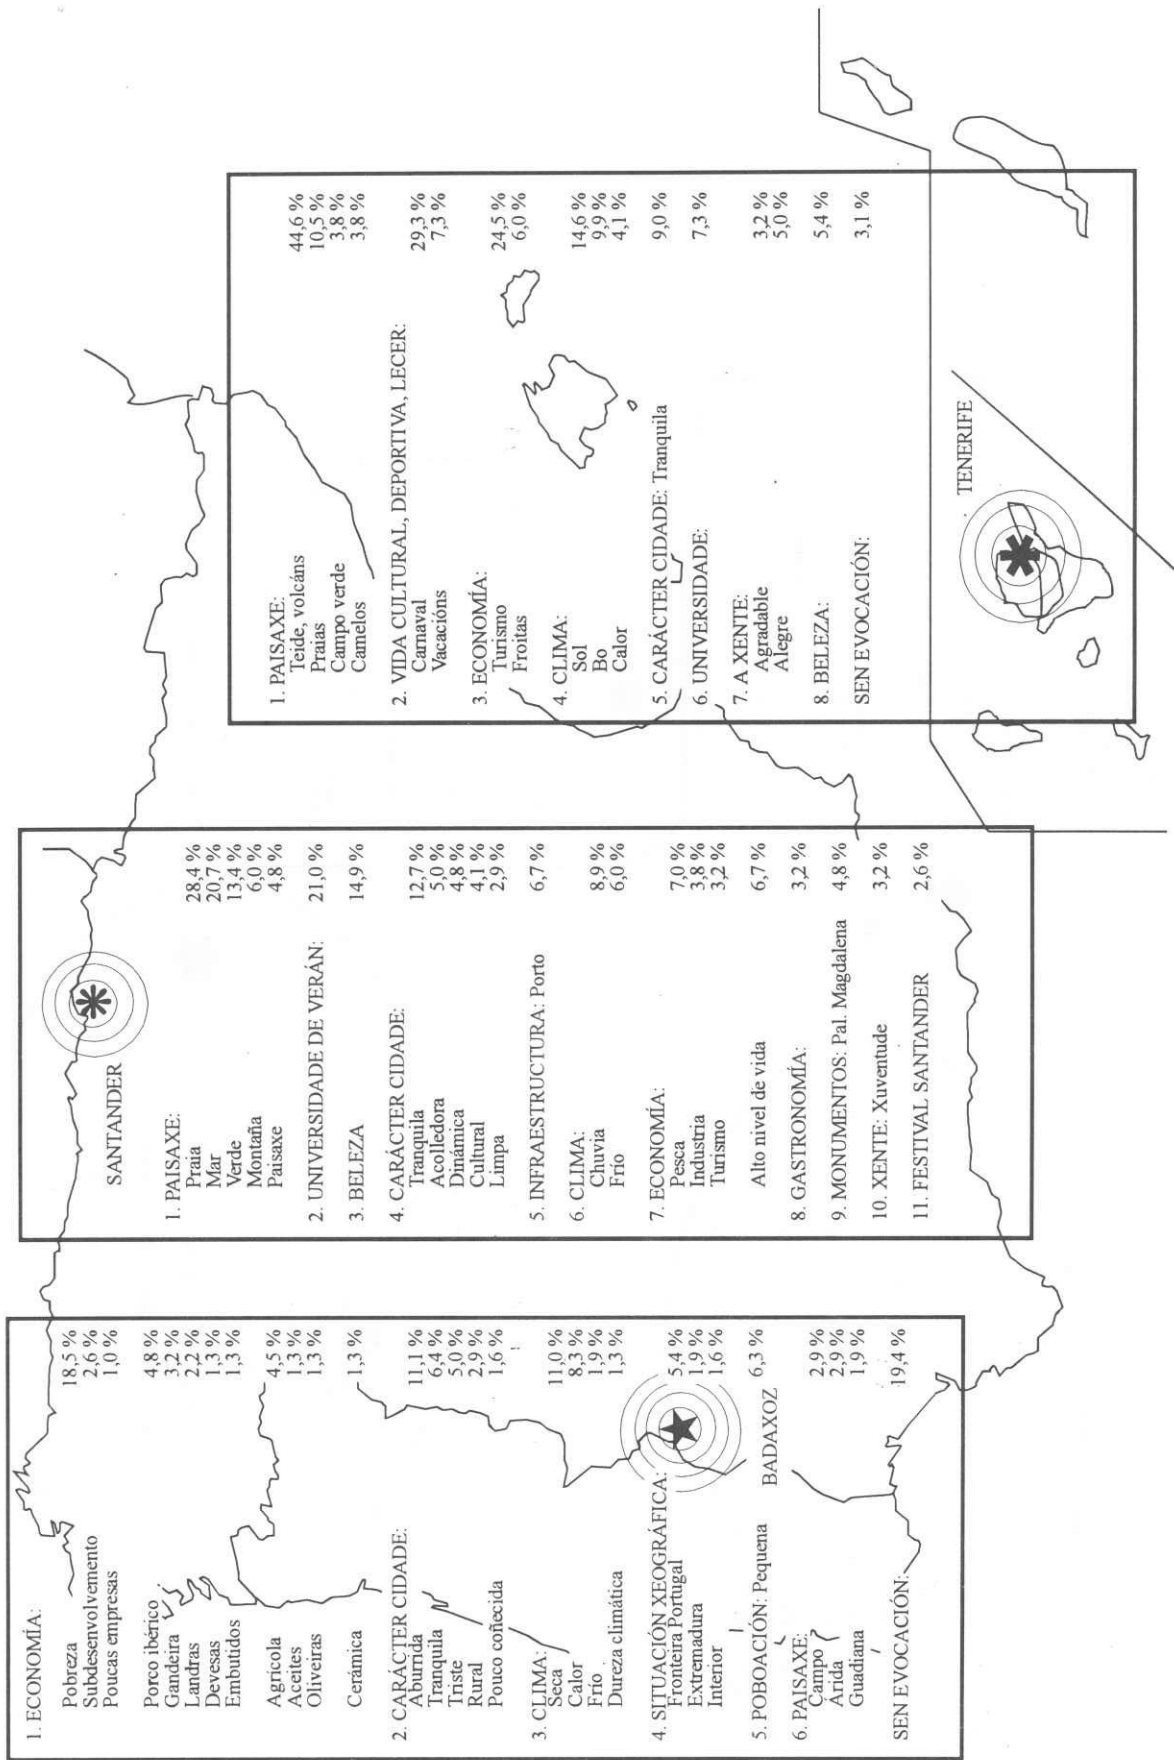 1. ECONOMÍA:
Pobreza 18,5 %
Subdesenvolvemento 2,6 %
Poucas empresas 1,0 %
Porco ibérico 4,8 %
Gandeira 3,2 %
Landras 2,2 %
Devesas 1,3 %
Embutidos 1,3 %
Agrícola 4,5 %
Aceites 1,3 %
Oliveiras 1,3 %
Cerámica 1,3 %
2. CARÁCTER CIDADE:
Aburrida 11,1 %
Tranquila 6,4 %
Triste 5,0 %
Rural 2,9 %
Pouco coñecida 1,6 %
3. CLIMA:
Seca 11,0 %
Calor 8,3 %
Frío 1,9 %
Dureza climática 1,3 %
4. SITUACIÓN XEOGRÁFICA:
Fronteira Portugal 5,4 %
Extremadura 1,9 %
Interior 1,6 %
5. POBOACIÓN: Pequena 6,3 %
BADAXOZ
6. PAISAXE:
Campo 2,9 %
Árida 2,9 %
Guadiana 1,9 %
SEN EVOCACIÓN: 19,4 %
SANTANDER
1. PAISAXE:
Praia 28,4 %
Mar 20,7 %
Verde 13,4 %
Montaña 6,0 %
Paisaxe 4,8 %
2. UNIVERSIDADE DE VERÁN: 21,0 %
3. BELEZA 14,9 %
4. CARÁCTER CIDADE:
Tranquila 12,7 %
Acolledora 5,0 %
Dinámica 4,8 %
Cultural 4,1 %
Limpa 2,9 %
5. INFRAESTRUCTURA: Porto 6,7 %
6. CLIMA:
Chuvia 8,9 %
Frío 6,0 %
7. ECONOMÍA:
Pesca 7,0 %
Industria 3,8 %
Turismo 3,2 %
Alto nivel de vida 6,7 %
8. GASTRONOMÍA: 3,2 %
9. MONUMENTOS: Pal. Magdalena 4,8 %
10. XENTE: Xuventude 3,2 %
11. FESTIVAL SANTANDER 2,6 %
1. PAISAXE:
Teide, volcáns 44,6 %
Praias 10,5 %
Campo verde 3,8 %
Camelos 3,8 %
2. VIDA CULTURAL, DEPORTIVA, LECER:
Carnaval 29,3 %
Vacacións 7,3 %
3. ECONOMÍA:
Turismo 24,5 %
Froitas 6,0 %
4. CLIMA:
Sol 14,6 %
Bo 9,9 %
Calor 4,1 %
5. CARÁCTER CIDADE: Tranquila 9,0 %
6. UNIVERSIDADE: 7,3 %
7. A XENTE:
Agradable 3,2 %
Alegre 5,0 %
8. BELEZA: 5,4 %
SEN EVOCACIÓN: 3,1 %
TENERIFE